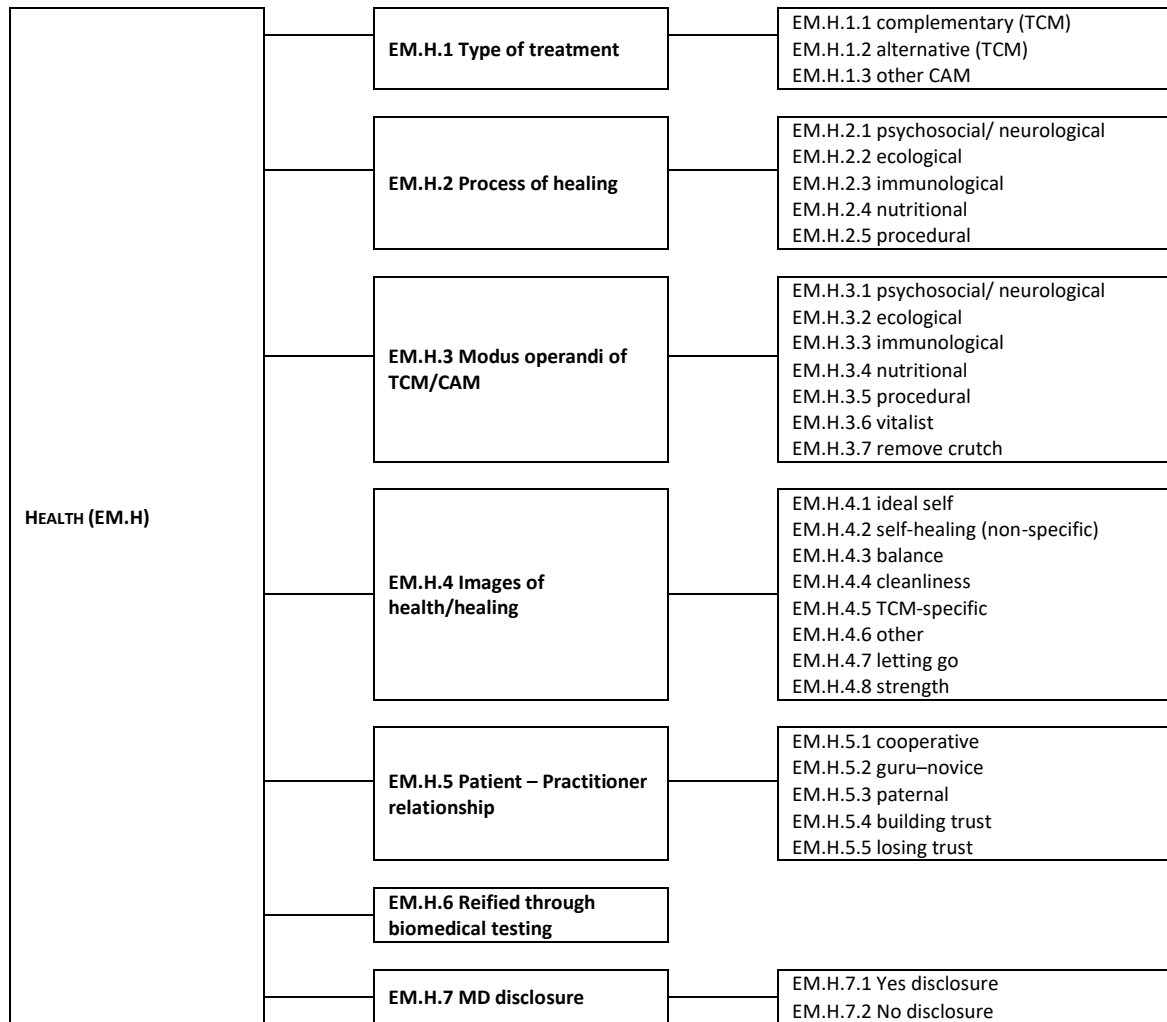 HEALTH (EM.H)
EM.H.1 Type of treatment
EM.H.1.1 complementary (TCM)
EM.H.1.2 alternative (TCM)
EM.H.1.3 other CAM
EM.H.2 Process of healing
EM.H.2.1 psychosocial/ neurological
EM.H.2.2 ecological
EM.H.2.3 immunological
EM.H.2.4 nutritional
EM.H.2.5 procedural
EM.H.3 Modus operandi of
TCM/CAM
EM.H.3.1 psychosocial/ neurological
EM.H.3.2 ecological
EM.H.3.3 immunological
EM.H.3.4 nutritional
EM.H.3.5 procedural
EM.H.3.6 vitalist
EM.H.3.7 remove crutch
EM.H.4 Images of
health/healing
EM.H.4.1 ideal self
EM.H.4.2 self-healing (non-specific)
EM.H.4.3 balance
EM.H.4.4 cleanliness
EM.H.4.5 TCM-specific
EM.H.4.6 other
EM.H.4.7 letting go
EM.H.4.8 strength
EM.H.5 Patient – Practitioner
relationship
EM.H.5.1 cooperative
EM.H.5.2 guru–novice
EM.H.5.3 paternal
EM.H.5.4 building trust
EM.H.5.5 losing trust
EM.H.6 Reified through
biomedical testing
EM.H.7 MD disclosure
EM.H.7.1 Yes disclosure
EM.H.7.2 No disclosure